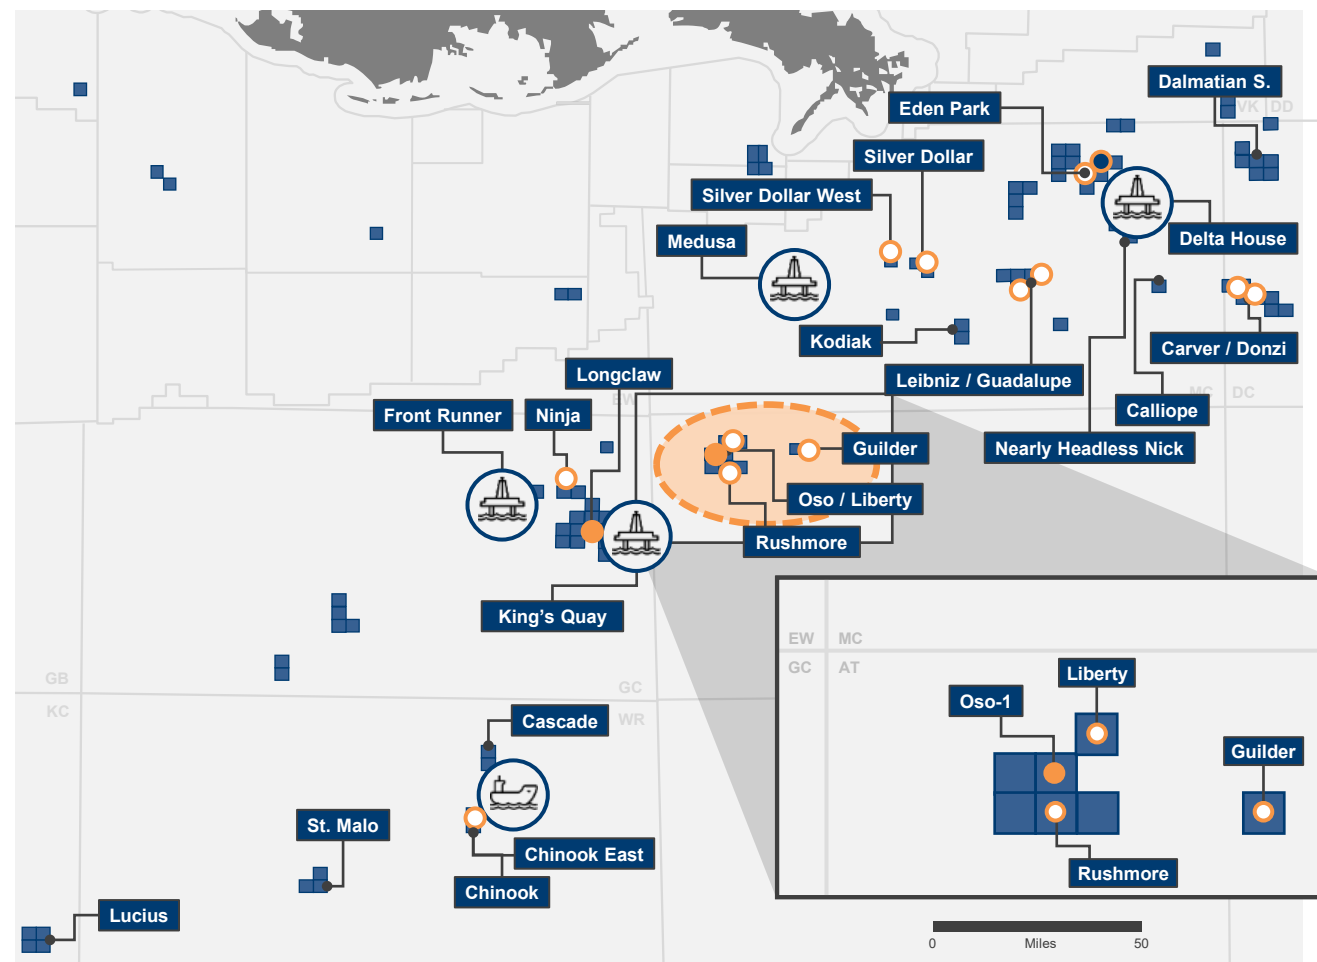 Dalmatian S.
VK DD
Eden Park
Silver Dollar
Silver Dollar West
Medusa
Delta House
Kodiak
Carver / Donzi
Longclaw
Leibniz / Guadalupe
EW
MC DC
Calliope
Front Runner
Ninja
Guilder
Nearly Headless Nick
Oso / Liberty
Rushmore
King's Quay
GB
GC
KC
WR
EW MC
GC AT
Liberty
Oso-1
Guilder
Rushmore
Cascade
St. Malo
Chinook East
Chinook
Lucius
0 Miles 50